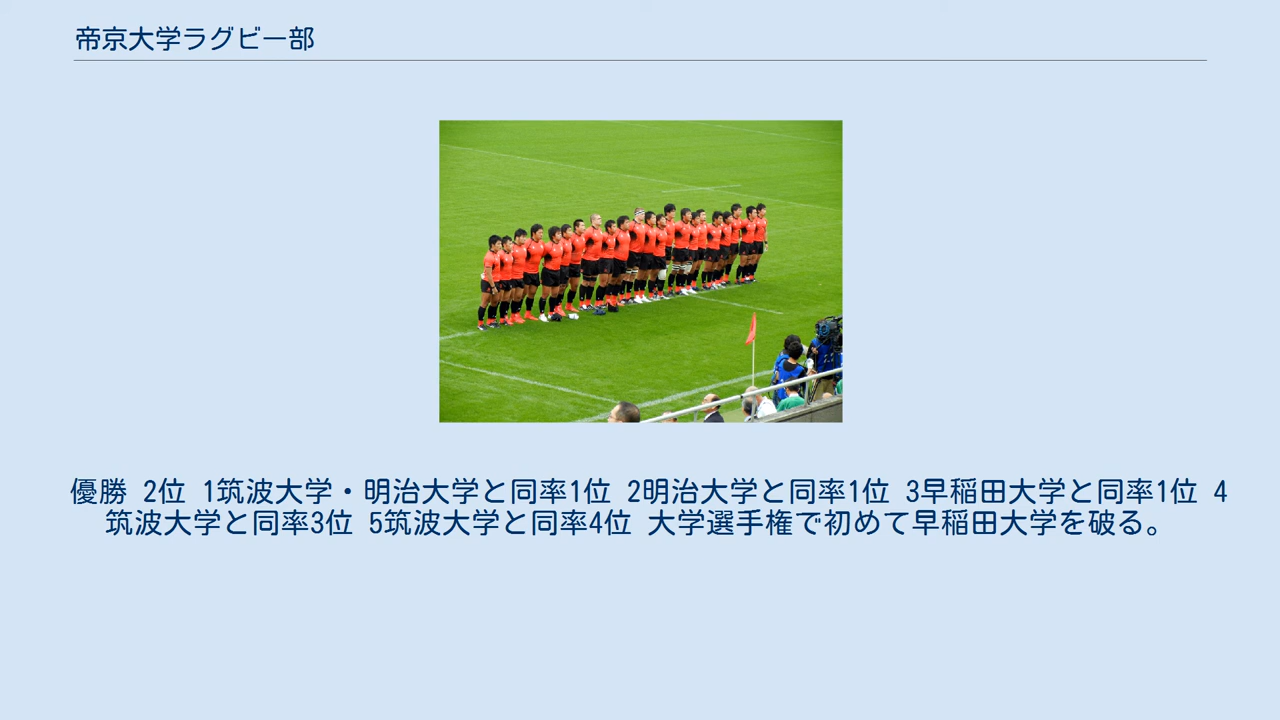 帝京大学ラグビー部
優勝 2位 1筑波大学・明治大学と同率1位 2明治大学と同率1位 3早稲田大学と同率1位 4
筑波大学と同率3位 5筑波大学と同率4位 大学選手権で初めて早稲田大学を破る。